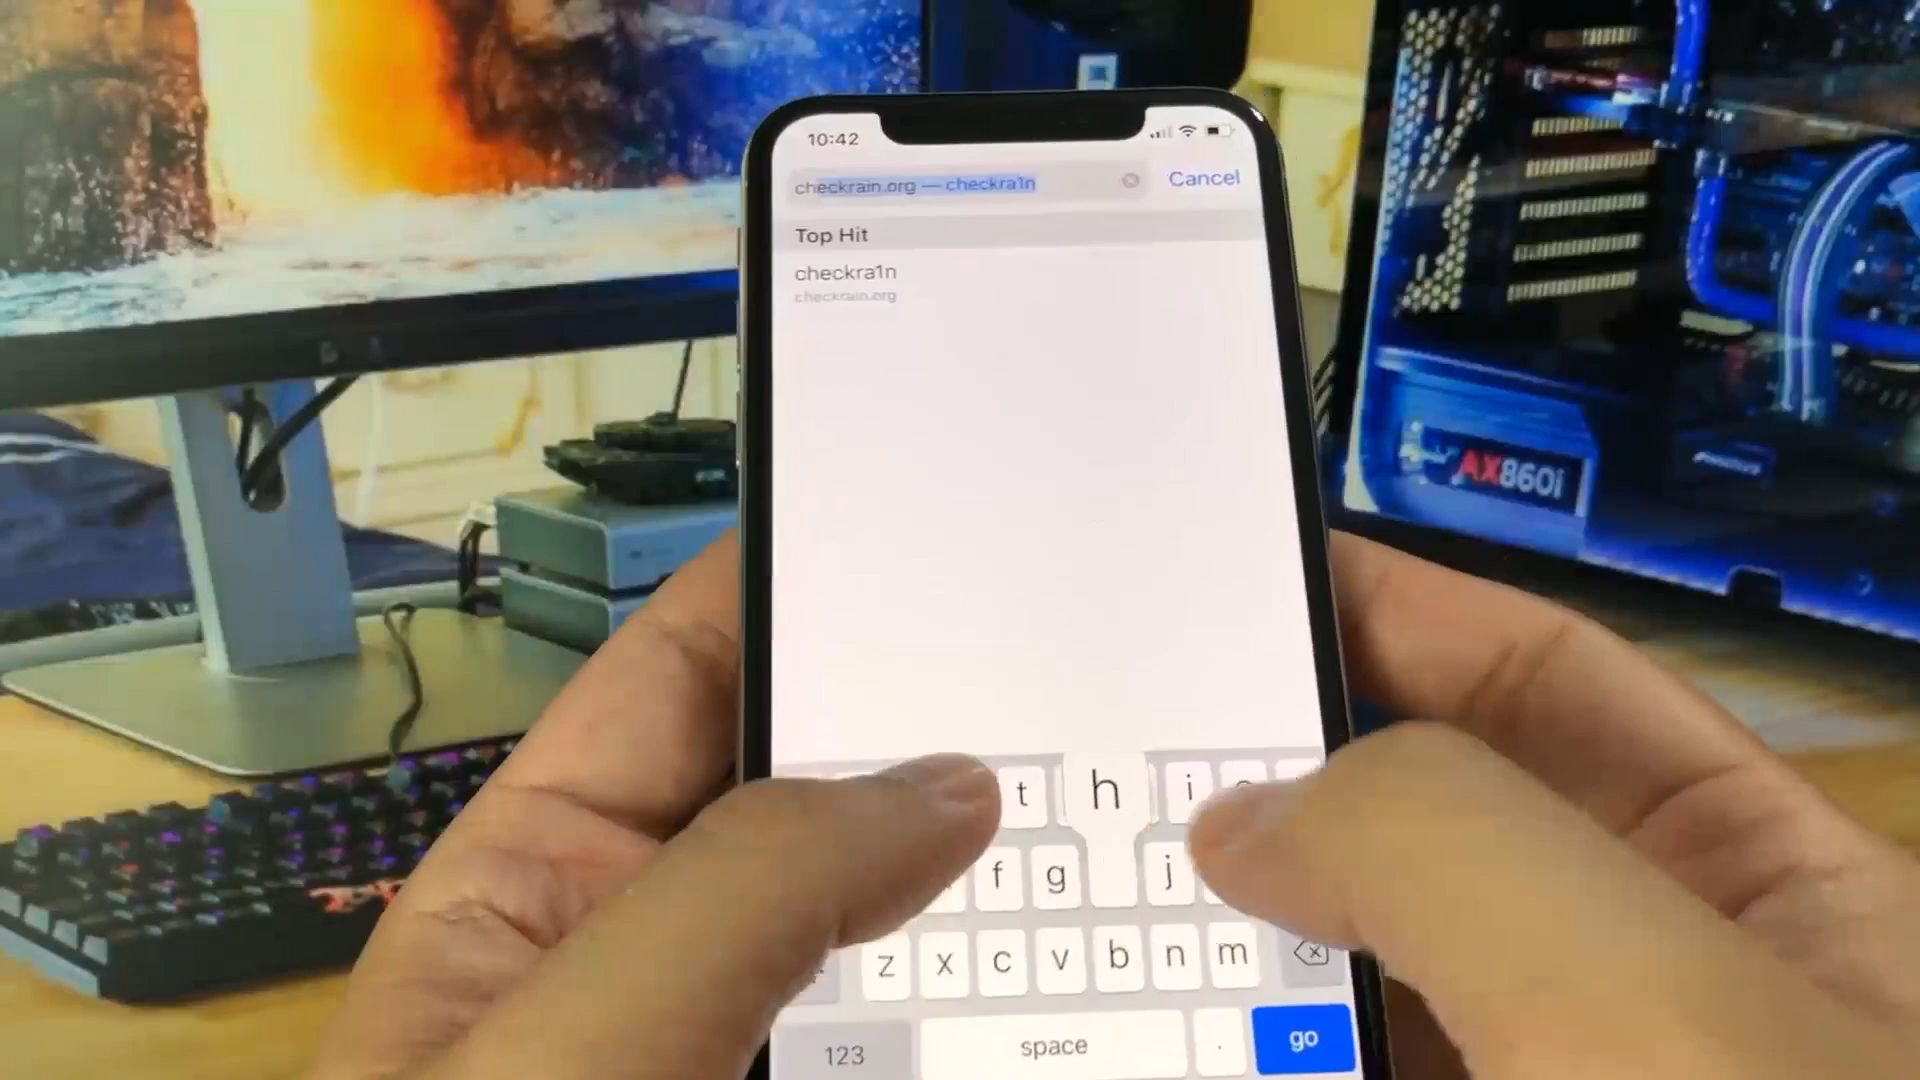 10:42
checkrain.org — checkra1n
Cancel
Top Hit
checkra1n
checkrain.org
t h i
f g j
z x c v b n m
123 space . go
AX860i